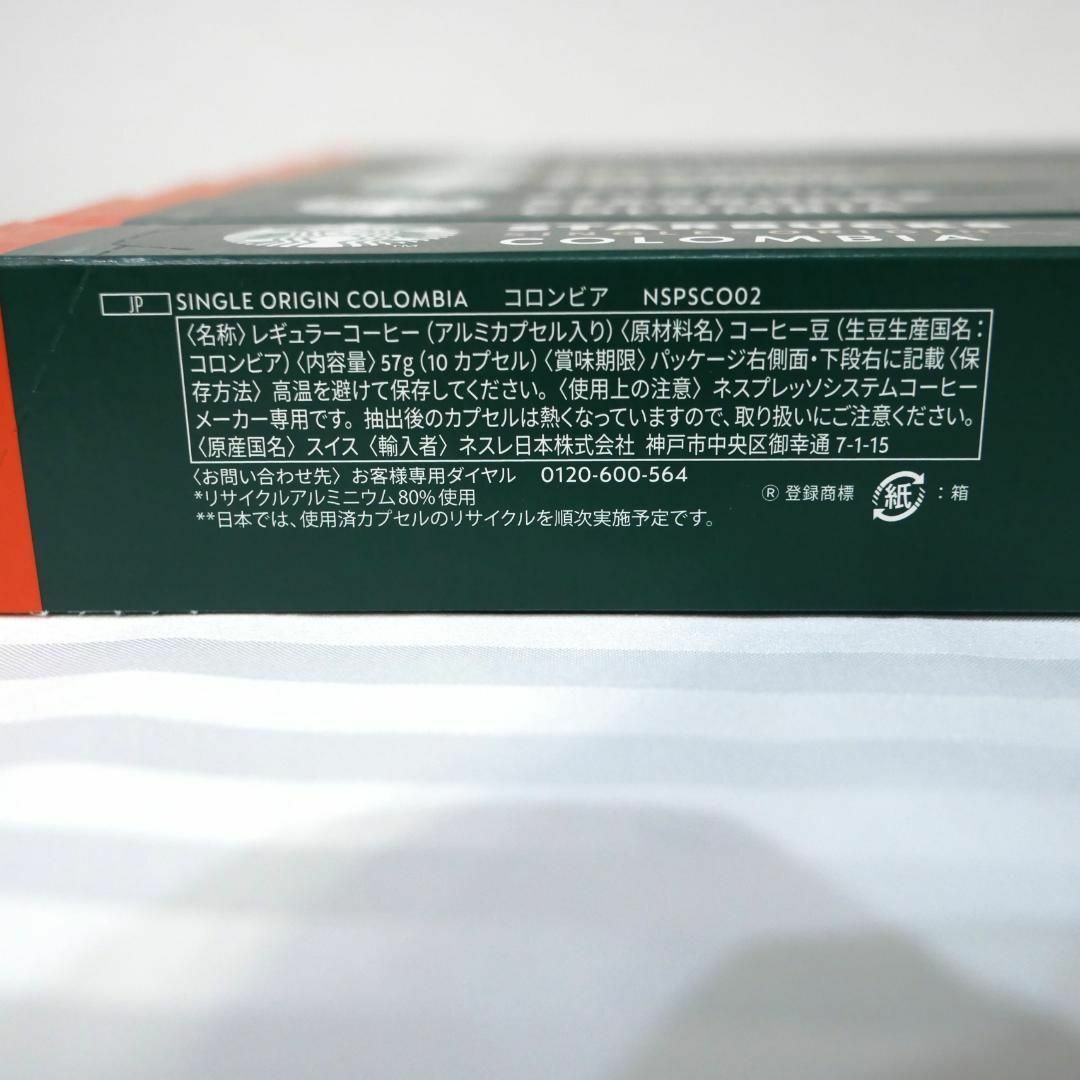 COLOMBIA
COLOMBIA
JP SINGLE ORIGIN COLOMBIA コロンビア NSPSCO02
〈名称〉レギュラーコーヒー（アルミカプセル入り）〈原材料名〉コーヒー豆（生豆生産国名：
コロンビア）〈内容量〉57g（10 カプセル）〈賞味期限〉パッケージ右側面・下段右に記載〈保
存方法〉高温を避けて保存してください。〈使用上の注意〉ネスプレッソシステムコーヒー
メーカー専用です。抽出後のカプセルは熱くなっていますので、取り扱いにご注意ください。
〈原産国名〉スイス〈輸入者〉ネスレ日本株式会社 神戸市中央区御幸通 7-1-15
〈お問い合わせ先〉お客様専用ダイヤル 0120-600-564
*リサイクルアルミニウム80%使用
® 登録商標 紙：箱
**日本では、使用済カプセルのリサイクルを順次実施予定です。